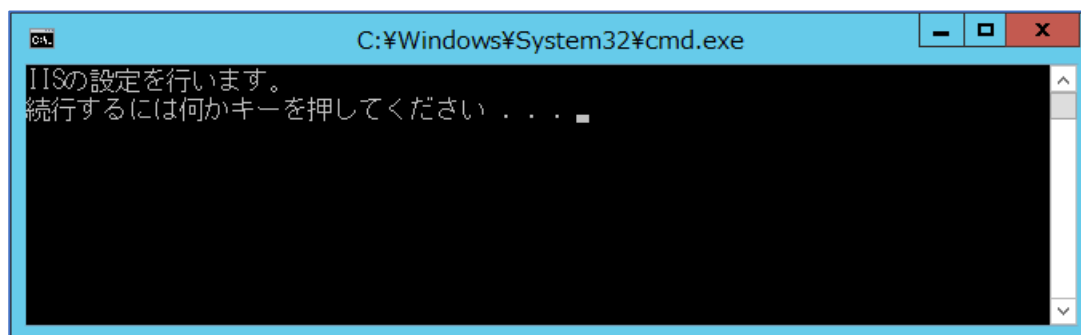 C:¥Windows¥System32¥cmd.exe
IISの設定を行います。
続行するには何かキーを押してください . . .